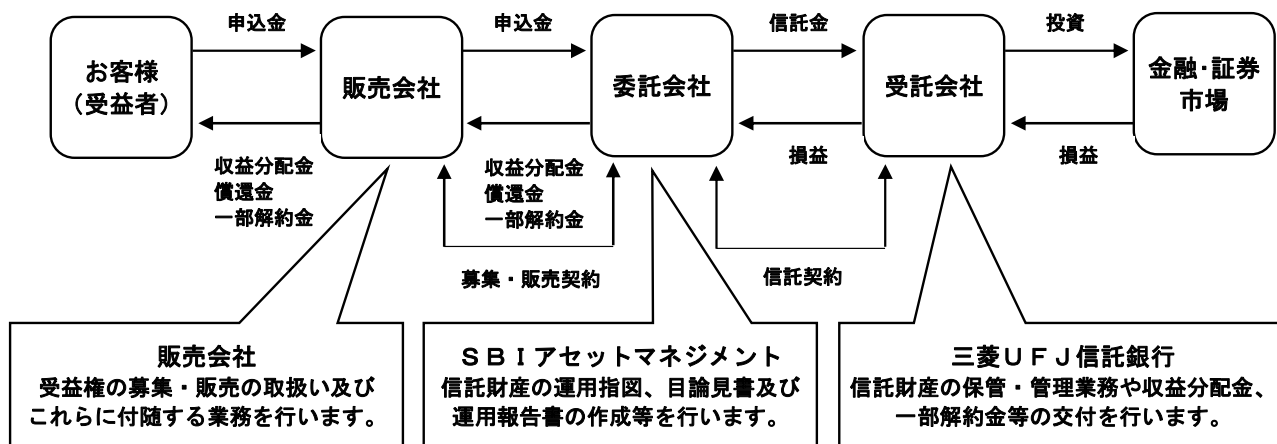 申込金
申込金
信託金
投資
お客様
（受益者）
販売会社
委託会社
受託会社
金融・証券
市場
収益分配金
償還金
一部解約金
収益分配金
償還金
一部解約金
損益
損益
募集・販売契約
信託契約
販売会社
受益権の募集・販売の取扱い及び
これらに付随する業務を行います。
ＳＢＩアセットマネジメント
信託財産の運用指図、目論見書及び
運用報告書の作成等を行います。
三菱ＵＦＪ信託銀行
信託財産の保管・管理業務や収益分配金、
一部解約金等の交付を行います。